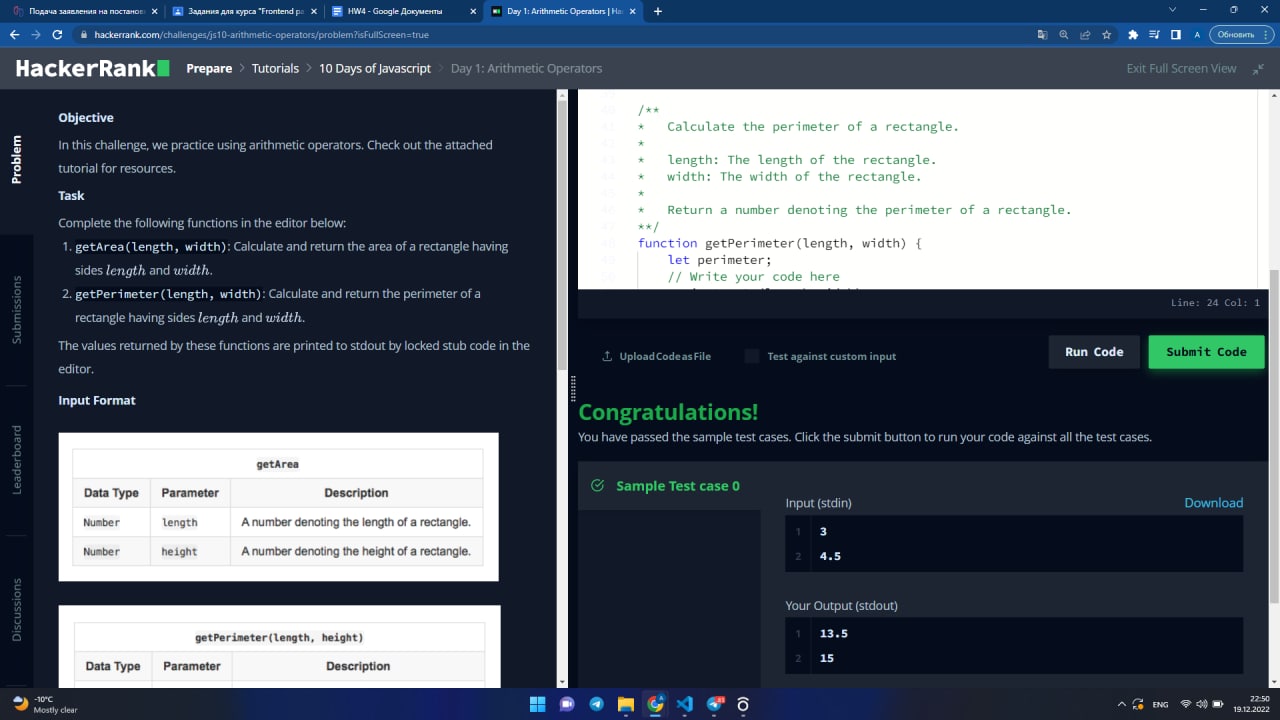 Подача заявления на постанов
Задания для курса "Frontend ра
HW4 - Google Документы
Day 1: Arithmetic Operators | Ha
hackerrank.com/challenges/js10-arithmetic-operators/problem?isFullScreen=true
A
Обновить
HackerRank
Prepare > Tutorials > 10 Days of Javascript > Day 1: Arithmetic Operators
Exit Full Screen View
Problem
Submissions
Leaderboard
Discussions
Objective
In this challenge, we practice using arithmetic operators. Check out the attached
tutorial for resources.
Task
Complete the following functions in the editor below:
1. getArea(length, width): Calculate and return the area of a rectangle having
sides length and width.
2. getPerimeter(length, width): Calculate and return the perimeter of a
rectangle having sides length and width.
The values returned by these functions are printed to stdout by locked stub code in the
editor.
Input Format
getArea
Data Type Parameter Description
Number length A number denoting the length of a rectangle.
Number height A number denoting the height of a rectangle.
getPerimeter(length, height)
Data Type Parameter Description
40 /**
41 * Calculate the perimeter of a rectangle.
42 *
43 * length: The length of the rectangle.
44 * width: The width of the rectangle.
45 *
46 * Return a number denoting the perimeter of a rectangle.
47 **/
48 function getPerimeter(length, width) {
49 let perimeter;
50 // Write your code here
Line: 24 Col: 1
Upload Code as File
Test against custom input
Run Code
Submit Code
Congratulations!
You have passed the sample test cases. Click the submit button to run your code against all the test cases.
Sample Test case 0
Input (stdin)
Download
1 3
2 4.5
Your Output (stdout)
1 13.5
2 15
-10°C
Mostly clear
ENG
22:50
19.12.2022